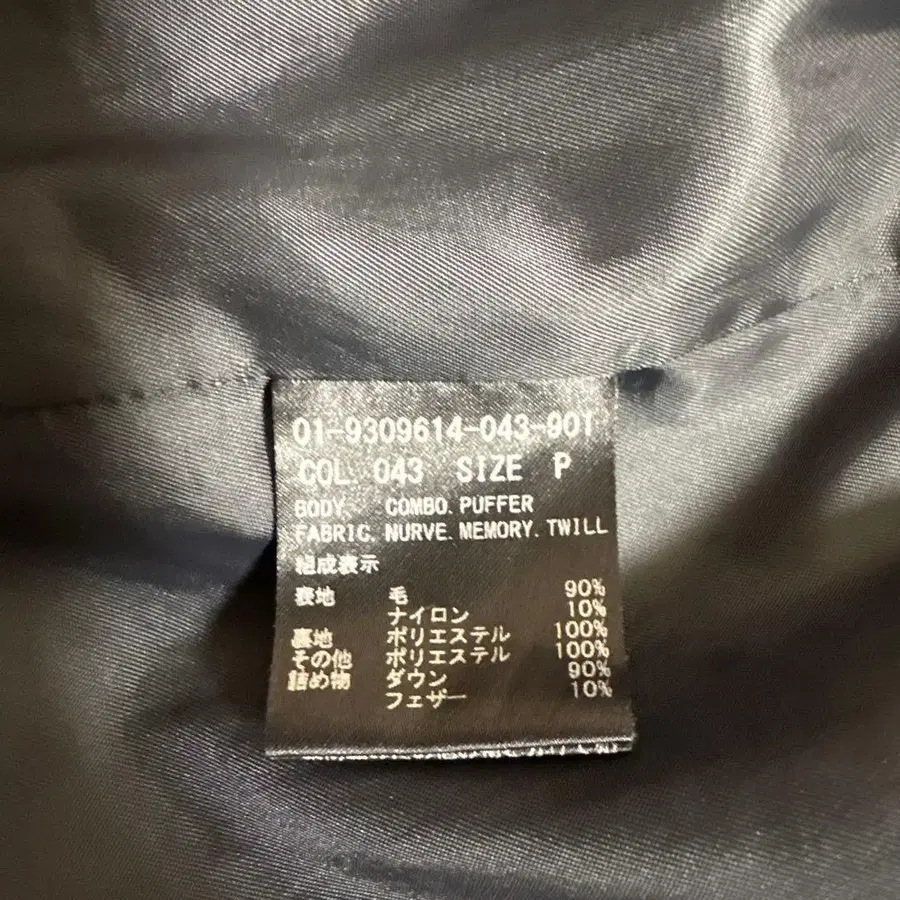 01-9309614-043-901
COL. 043 SIZE P
BODY. COMBO. PUFFER
FABRIC. NURVE. MEMORY. TWILL
組成表示
表地 毛 90%
ナイロン 10%
裏地 ポリエステル 100%
その他 ポリエステル 100%
詰め物 ダウン 90%
フェザー 10%